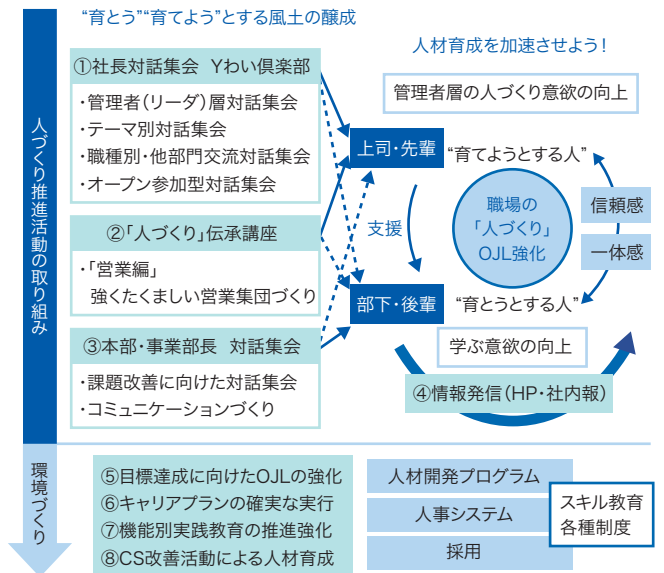 “育とう”“育てよう”とする風土の醸成
人材育成を加速させよう！
人づくり推進活動の取り組み
①社長対話集会　Yわい倶楽部
・管理者（リーダ）層対話集会
・テーマ別対話集会
・職種別・他部門交流対話集会
・オープン参加型対話集会
②「人づくり」伝承講座
・「営業編」
強くたくましい営業集団づくり
③本部・事業部長　対話集会
・課題改善に向けた対話集会
・コミュニケーションづくり
管理者層の人づくり意欲の向上
上司・先輩
“育てようとする人”
支援
職場の
「人づくり」
OJL強化
信頼感
一体感
部下・後輩
“育とうとする人”
学ぶ意欲の向上
④情報発信（HP・社内報）
環境づくり
⑤目標達成に向けたOJLの強化
⑥キャリアプランの確実な実行
⑦機能別実践教育の推進強化
⑧CS改善活動による人材育成
人材開発プログラム
人事システム
採用
スキル教育
各種制度